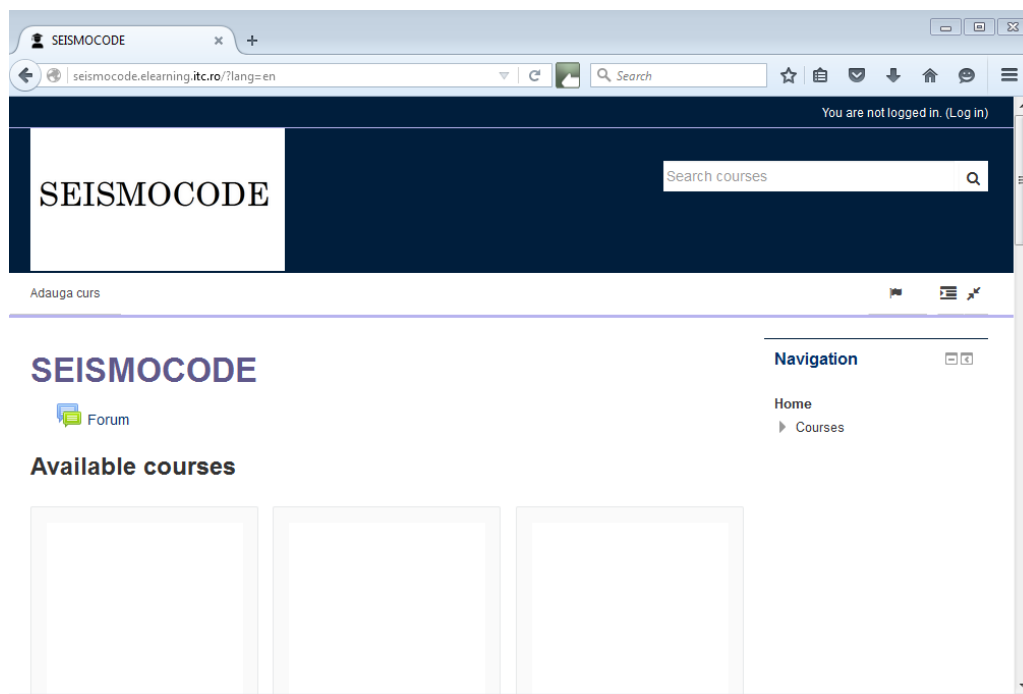 SEISMOCODE
seismocode.elearning.itc.ro/?lang=en
Search
You are not logged in. (Log in)
SEISMOCODE
Search courses
Adauga curs
SEISMOCODE
Forum
Available courses
Navigation
Home
Courses